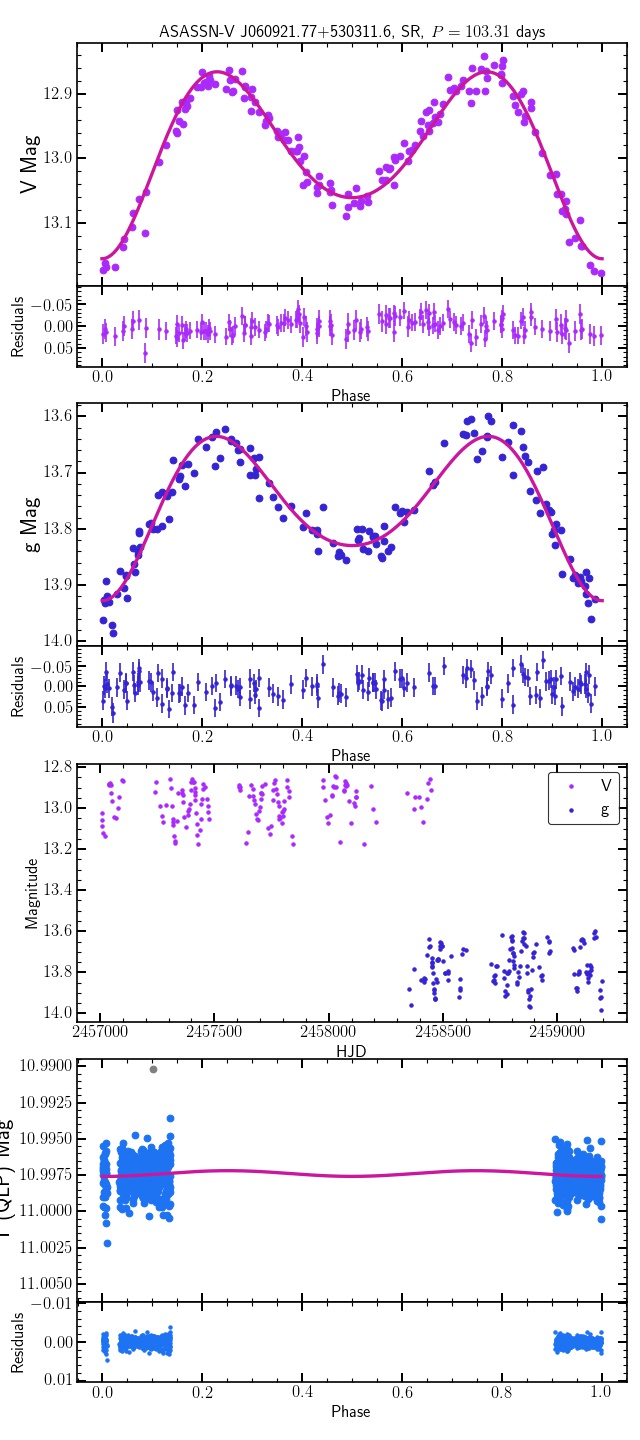 ASASSN-V J060921.77+530311.6, SR, P = 103.31 days
12.9
13.0
13.1
V Mag
−0.05
0.00
0.05
Residuals
0.0 0.2 0.4 0.6 0.8 1.0
Phase
13.6
13.7
13.8
13.9
14.0
g Mag
−0.05
0.00
0.05
Residuals
0.0 0.2 0.4 0.6 0.8 1.0
Phase
12.8
13.0
13.2
13.4
13.6
13.8
14.0
Magnitude
V
g
2457000 2457500 2458000 2458500 2459000
HJD
10.9900
10.9925
10.9950
10.9975
11.0000
11.0025
11.0050
(QLP) Mag
−0.01
0.00
0.01
Residuals
0.0 0.2 0.4 0.6 0.8 1.0
Phase